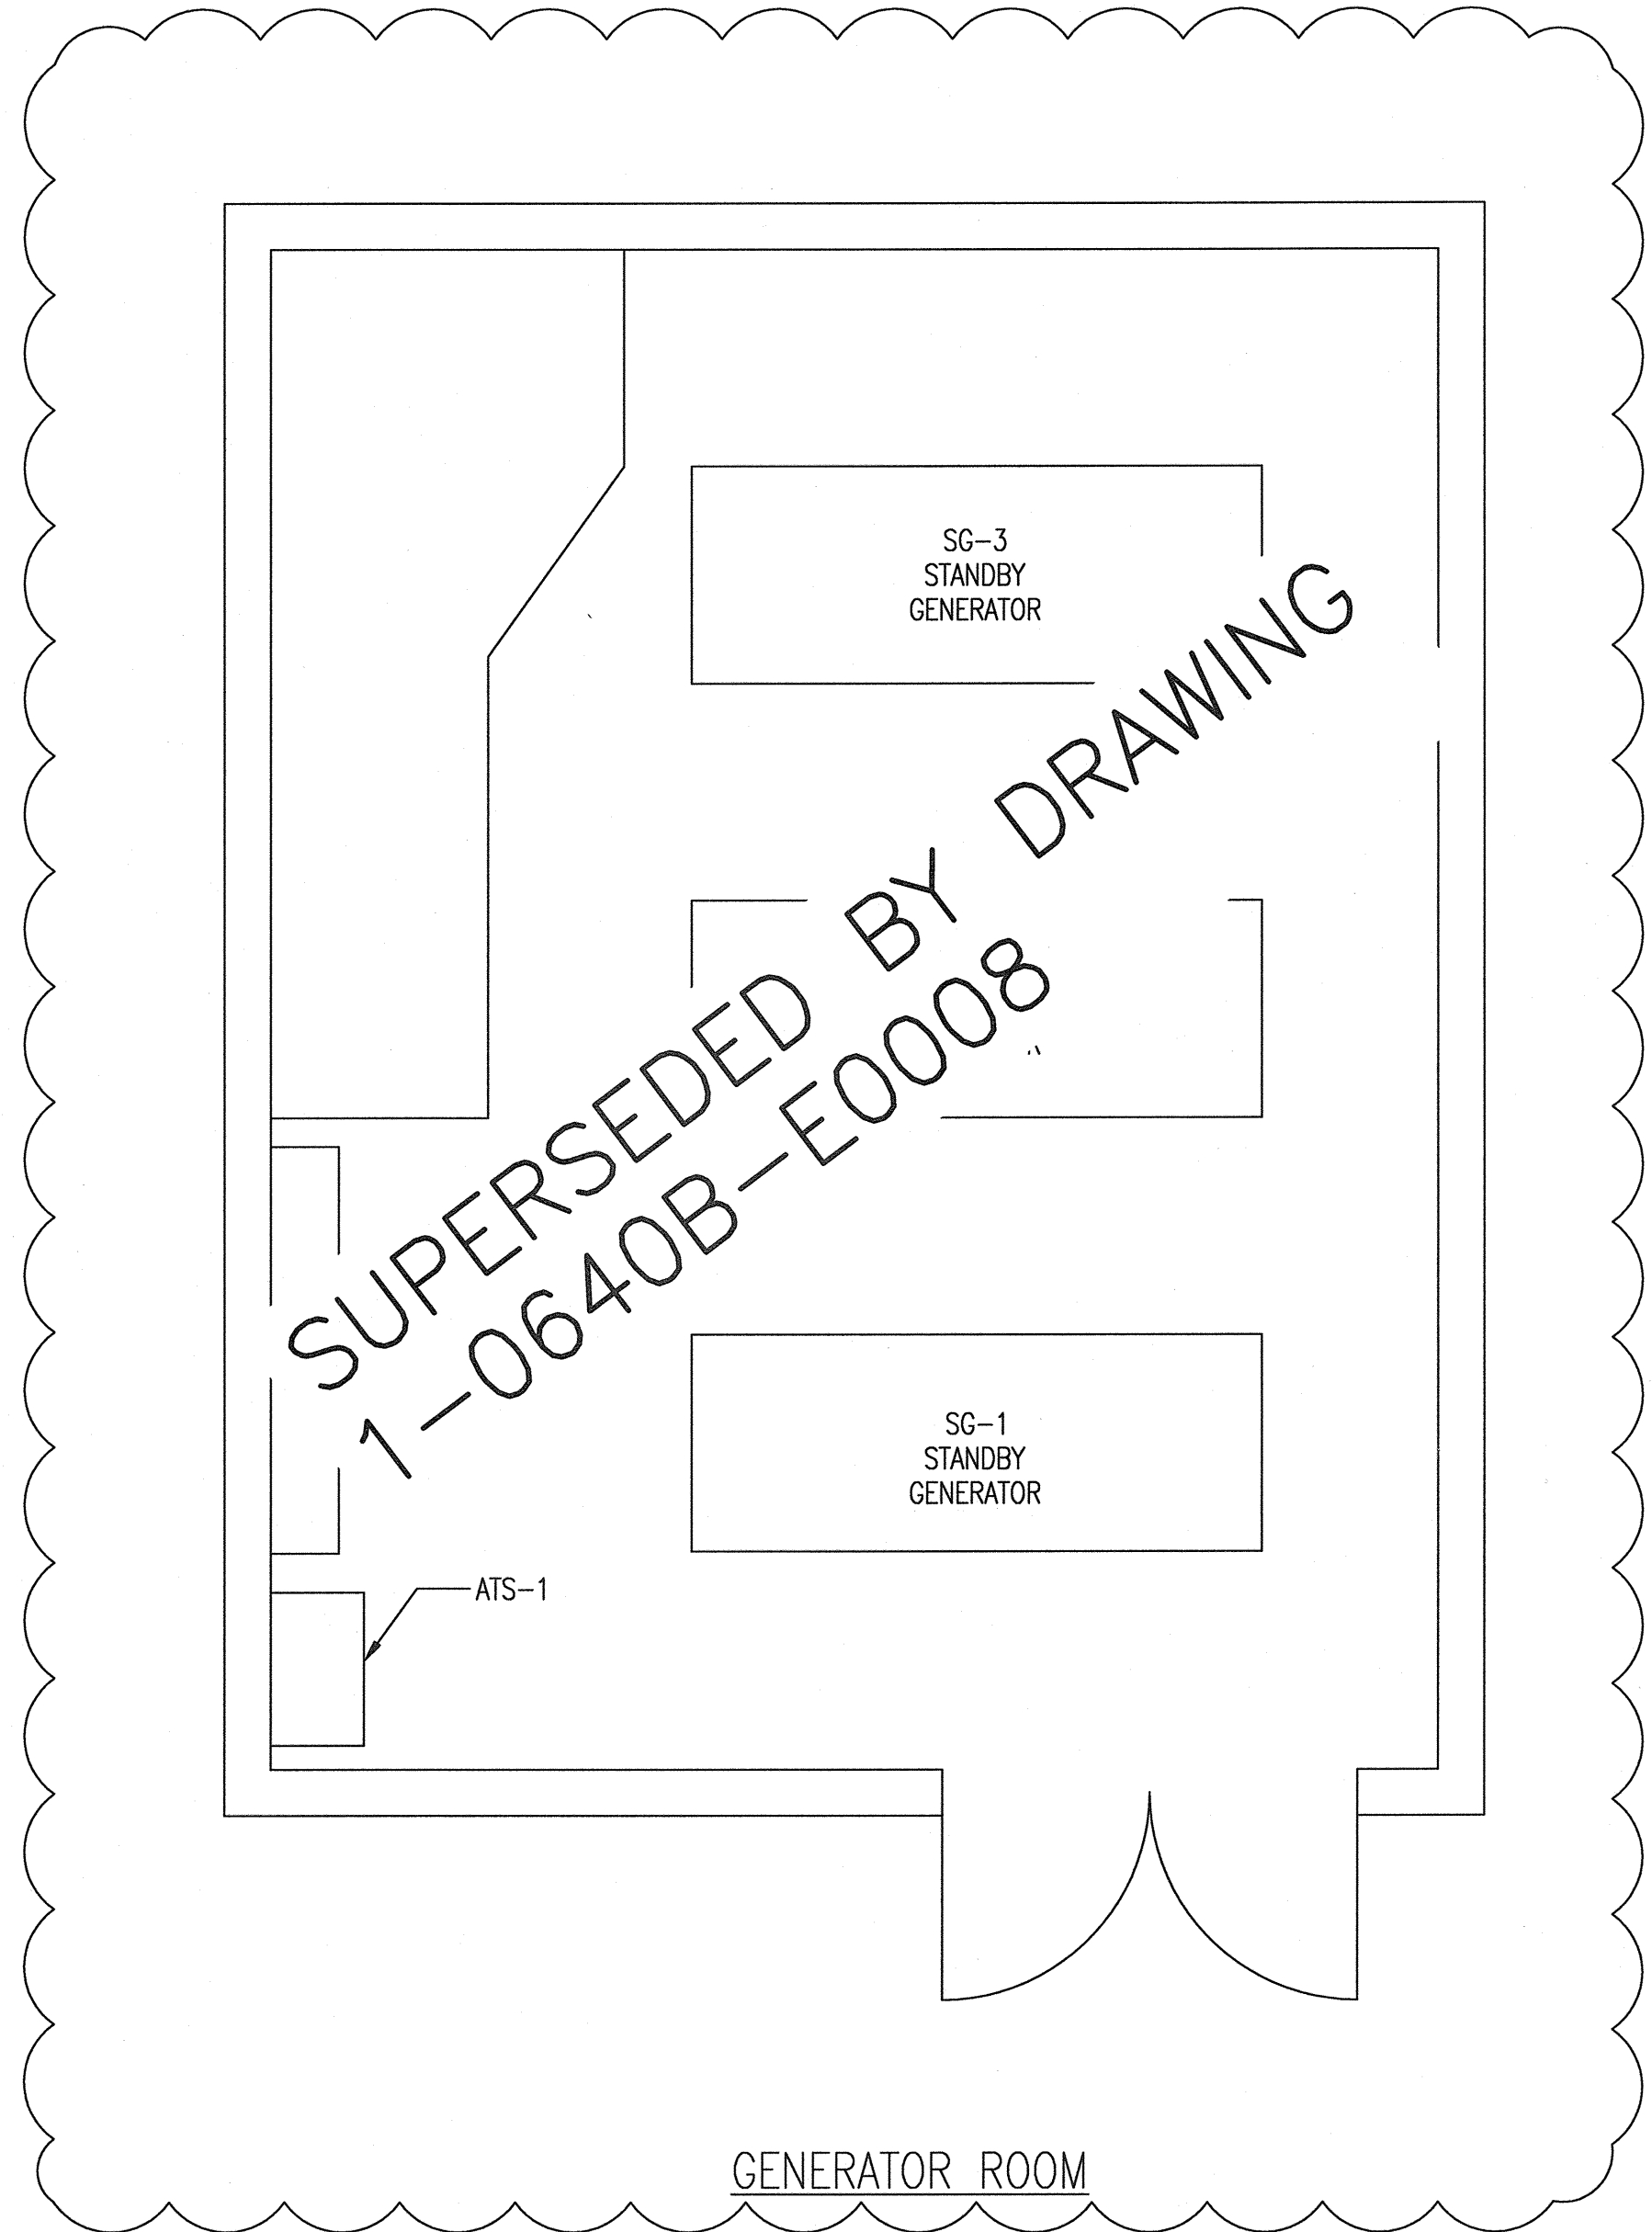 SG-3
STANDBY
GENERATOR
SUPERSEDED BY DRAWING
1-0640B-E0008
SG-1
STANDBY
GENERATOR
ATS-1
GENERATOR ROOM